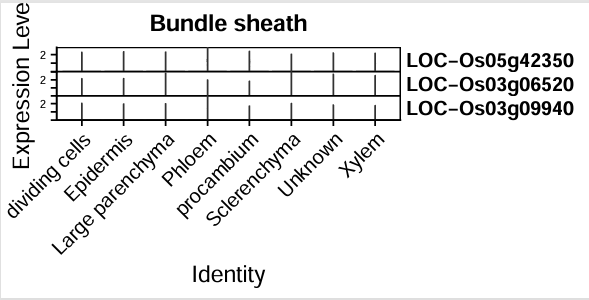 Bundle sheath
Expression Leve
2
2
2
LOC-Os05g42350
LOC-Os03g06520
LOC-Os03g09940
dividing cells
Epidermis
Large parenchyma
Phloem
procambium
Sclerenchyma
Unknown
Xylem
Identity